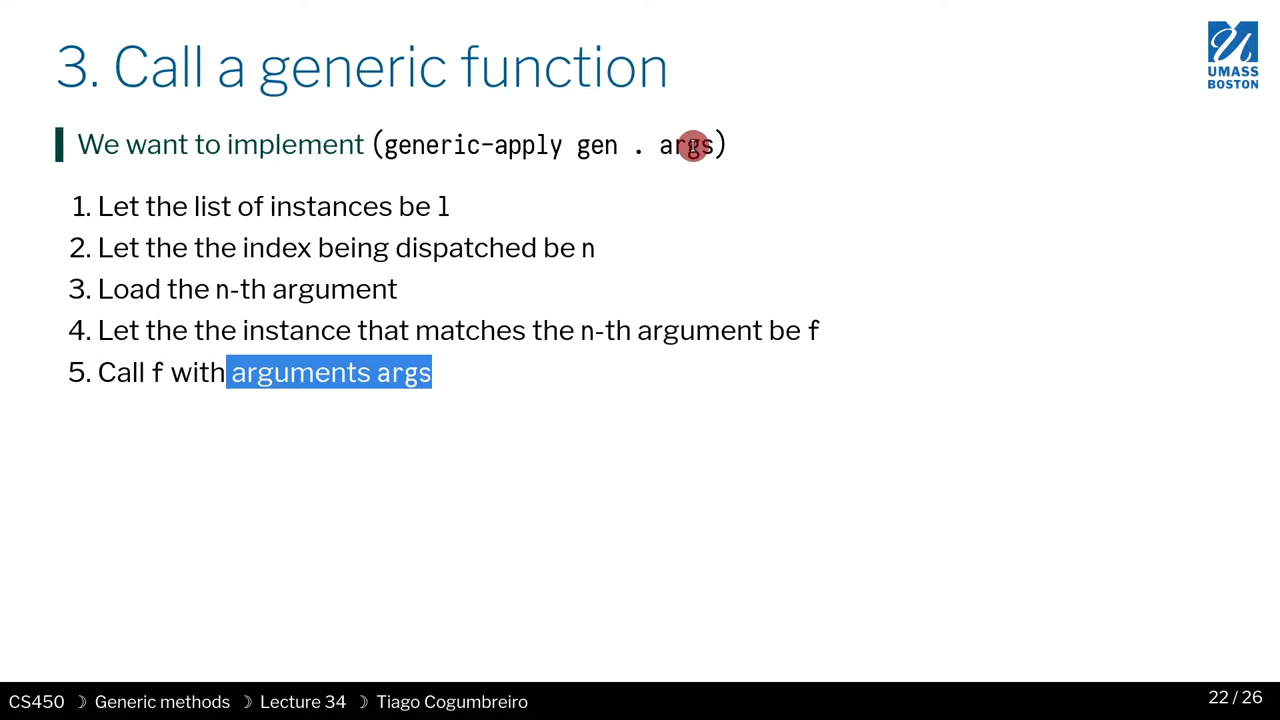 3. Call a generic function
UMASS
BOSTON
We want to implement (generic-apply gen . args)
1. Let the list of instances be l
2. Let the the index being dispatched be n
3. Load the n-th argument
4. Let the the instance that matches the n-th argument be f
5. Call f with arguments args
CS450 ☽ Generic methods ☽ Lecture 34 ☽ Tiago Cogumbreiro
22 / 26